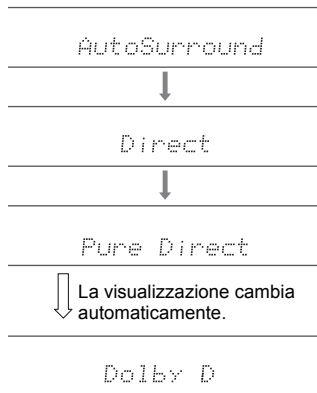 AutoSurround
Direct
Pure Direct
La visualizzazione cambia
automaticamente.
Dolby D